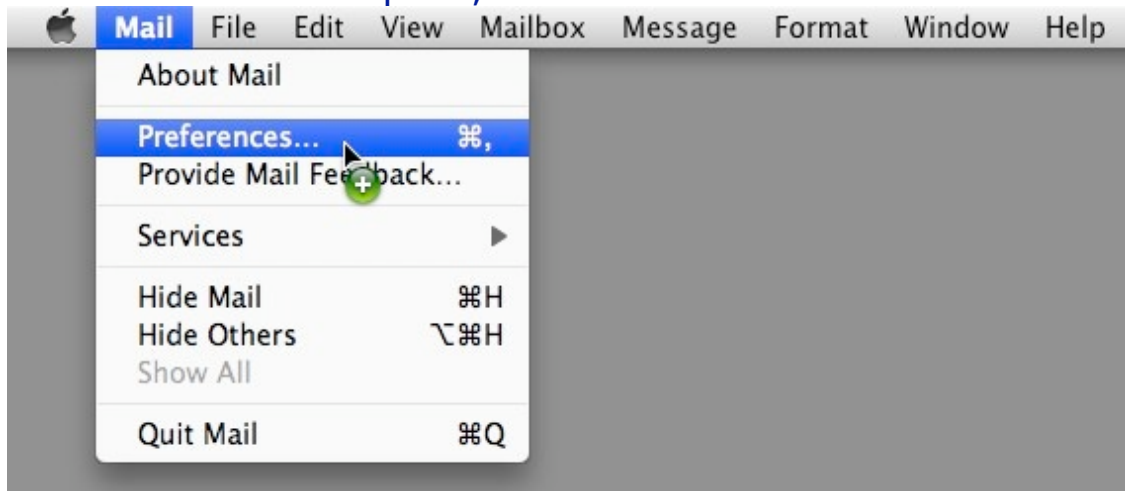 Mail File Edit View Mailbox Message Format Window Help
About Mail
Preferences... ⌘,
Provide Mail Feedback...
Services
Hide Mail ⌘H
Hide Others ⌥⌘H
Show All
Quit Mail ⌘Q